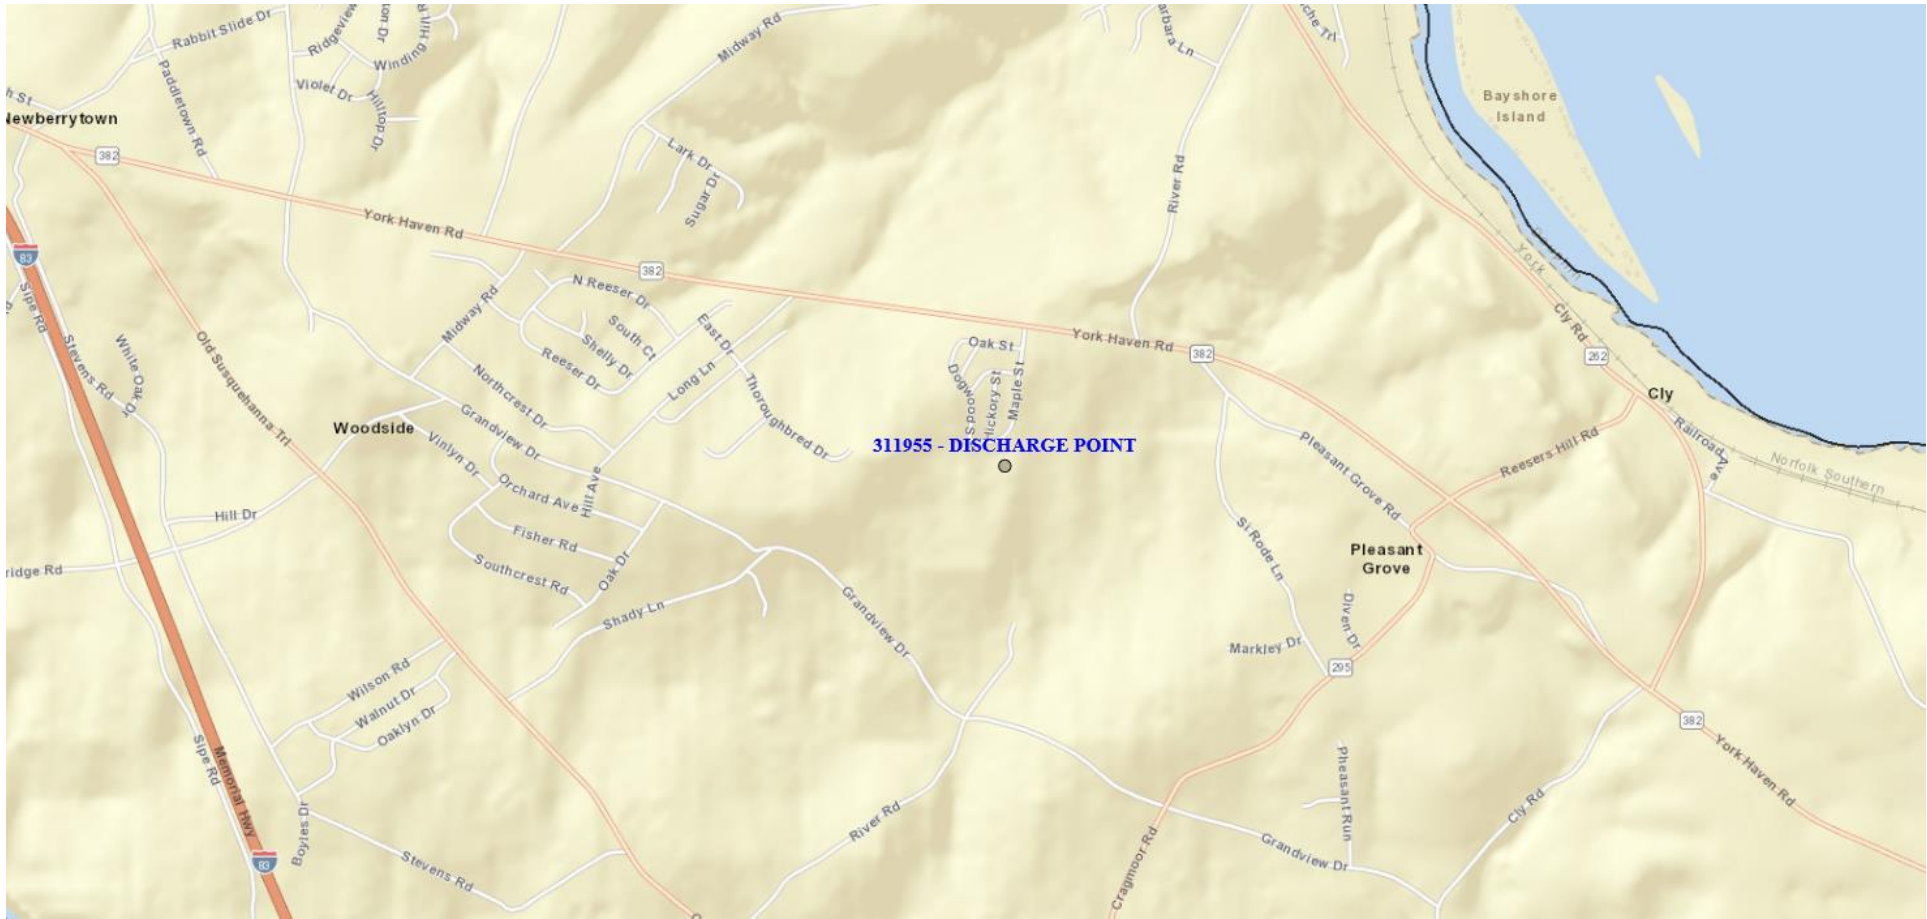 Rabbit Slide Dr
Ridgeview
Winding Hill
Midway Rd
Barbara Ln
che Trl
Bayshore
Island
Violet Dr
Hilltop Dr
Paddletown Rd
h St
Newberrytown
382
Lark Dr
Sugar Dr
River Rd
York Haven Rd
83
382
Dauphin
York
N Reeser Dr
Midway Rd
South Ct
Shelly Dr
Reeser Dr
East Dr
Long Ln
Thoroughbred Dr
Oak St
Dogw
Spoo
Hickory St
Maple St
York Haven Rd
382
Cly Rd
262
Cly
Sipe Rd
Stevens Rd
White Oak Dr
Old Susquehanna Trl
Northcrest Dr
Grandview Dr
Woodside
Vinlyn Dr
311955 - DISCHARGE POINT
Pleasant Grove Rd
Reesers Hill Rd
Railroad Ave
Norfolk Southern
Orchard Ave
Hill Ave
Hill Dr
Fisher Rd
Southcrest Rd
Oak Dr
Si Rode Ln
Pleasant
Grove
ridge Rd
Shady Ln
Grandview Dr
Diven Dr
Markley Dr
295
Wilson Rd
Walnut Dr
Oaklyn Dr
Sipe Rd
Memorial Hwy
382
York Haven Rd
Pheasant Run
River Rd
Cly Rd
Boyles Dr
83
Stevens Rd
Cragmoor Rd
Grandview Dr